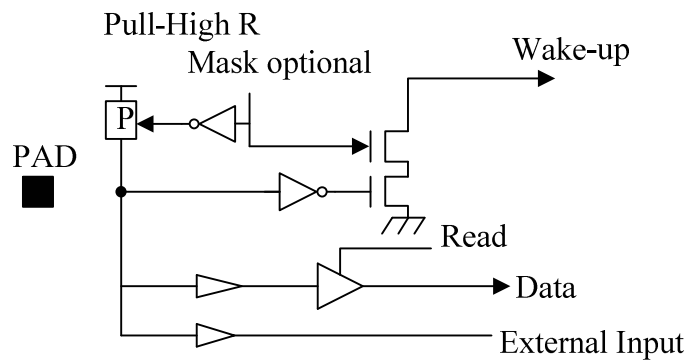 Pull-High R
Wake-up
Mask optional
P
PAD
Read
Data
External Input